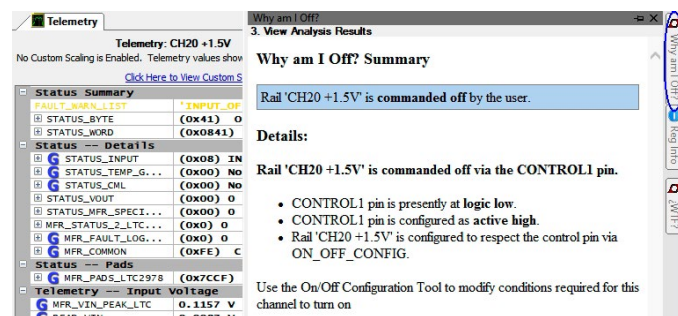 Telemetry
Telemetry: CH20 +1.5V
No Custom Scaling is Enabled. Telemetry values show
Click Here to View Custom S
Status Summary
FAULT_WARN_LIST 'INPUT_OF
STATUS_BYTE (0x41) O
STATUS_WORD (0x0841)
Status -- Details
G STATUS_INPUT (0x08) IN
G STATUS_TEMP_G... (0x00) No
G STATUS_CML (0x00) No
STATUS_VOUT (0x00) 0
STATUS_MFR_SPECI... (0x00) 0
MFR_STATUS_2_LTC... (0x0) 0
G MFR_FAULT_LOG... (0x0) 0
G MFR_COMMON (0xFE) C
Status -- Pads
G MFR_PADS_LTC2978 (0x7CCF)
Telemetry -- Input Voltage
G MFR_VIN_PEAK_LTC 0.1157 V
Why am I Off?
3. View Analysis Results
Why am I Off? Summary
Rail 'CH20 +1.5V' is commanded off by the user.
Details:
Rail 'CH20 +1.5V' is commanded off via the CONTROL1 pin.
• CONTROL1 pin is presently at logic low.
• CONTROL1 pin is configured as active high.
• Rail 'CH20 +1.5V' is configured to respect the control pin via
ON_OFF_CONFIG.
Use the On/Off Configuration Tool to modify conditions required for this
channel to turn on
Why am I Off?
Reg Info
¿WTF?